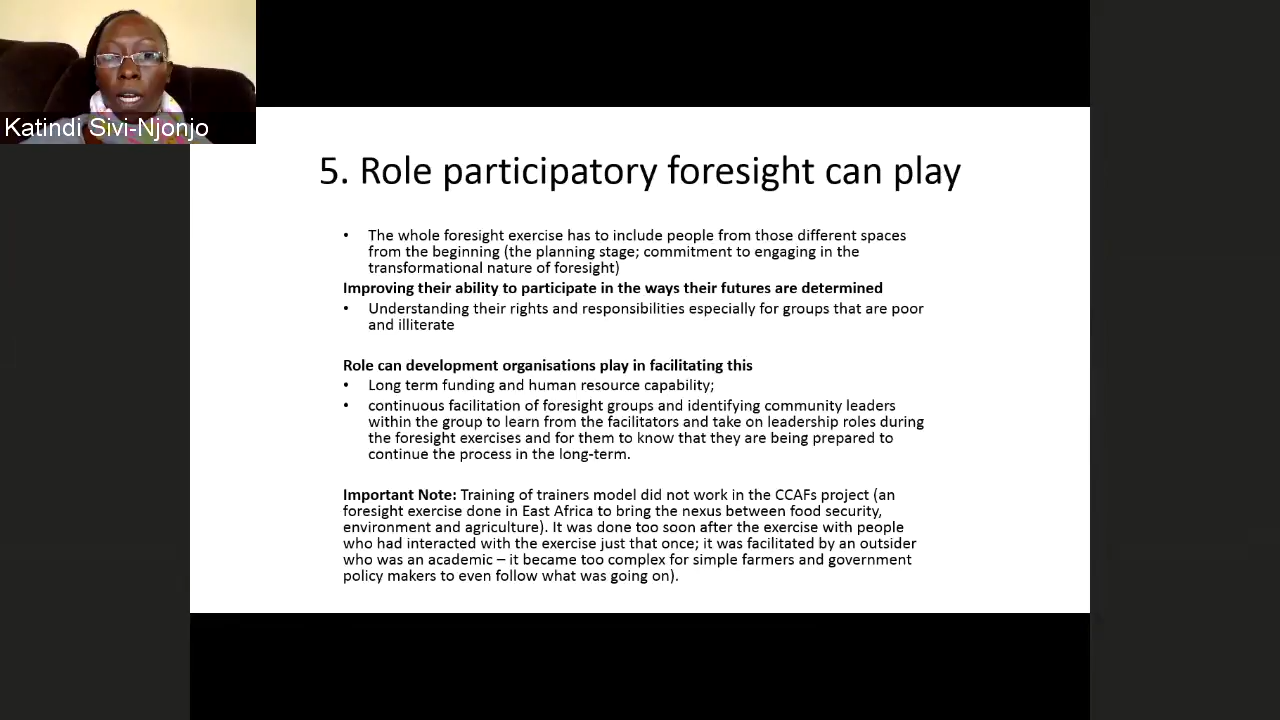 Katindi Sivi-Njonjo
5. Role participatory foresight can play
• The whole foresight exercise has to include people from those different spaces
from the beginning (the planning stage; commitment to engaging in the
transformational nature of foresight)
Improving their ability to participate in the ways their futures are determined
• Understanding their rights and responsibilities especially for groups that are poor
and illiterate
Role can development organisations play in facilitating this
• Long term funding and human resource capability;
• continuous facilitation of foresight groups and identifying community leaders
within the group to learn from the facilitators and take on leadership roles during
the foresight exercises and for them to know that they are being prepared to
continue the process in the long-term.
Important Note: Training of trainers model did not work in the CCAFs project (an
foresight exercise done in East Africa to bring the nexus between food security,
environment and agriculture). It was done too soon after the exercise with people
who had interacted with the exercise just that once; it was facilitated by an outsider
who was an academic – it became too complex for simple farmers and government
policy makers to even follow what was going on).